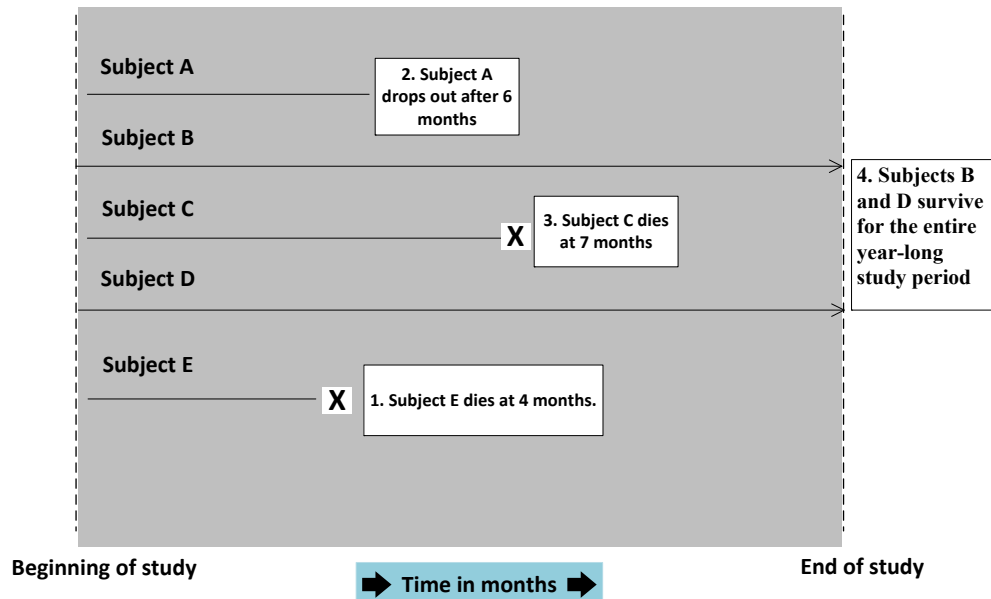 Subject A
2. Subject A
drops out after 6
months
Subject B
4. Subjects B
and D survive
for the entire
year-long
study period
Subject C
X
3. Subject C dies
at 7 months
Subject D
Subject E
X
1. Subject E dies at 4 months.
Beginning of study
Time in months
End of study